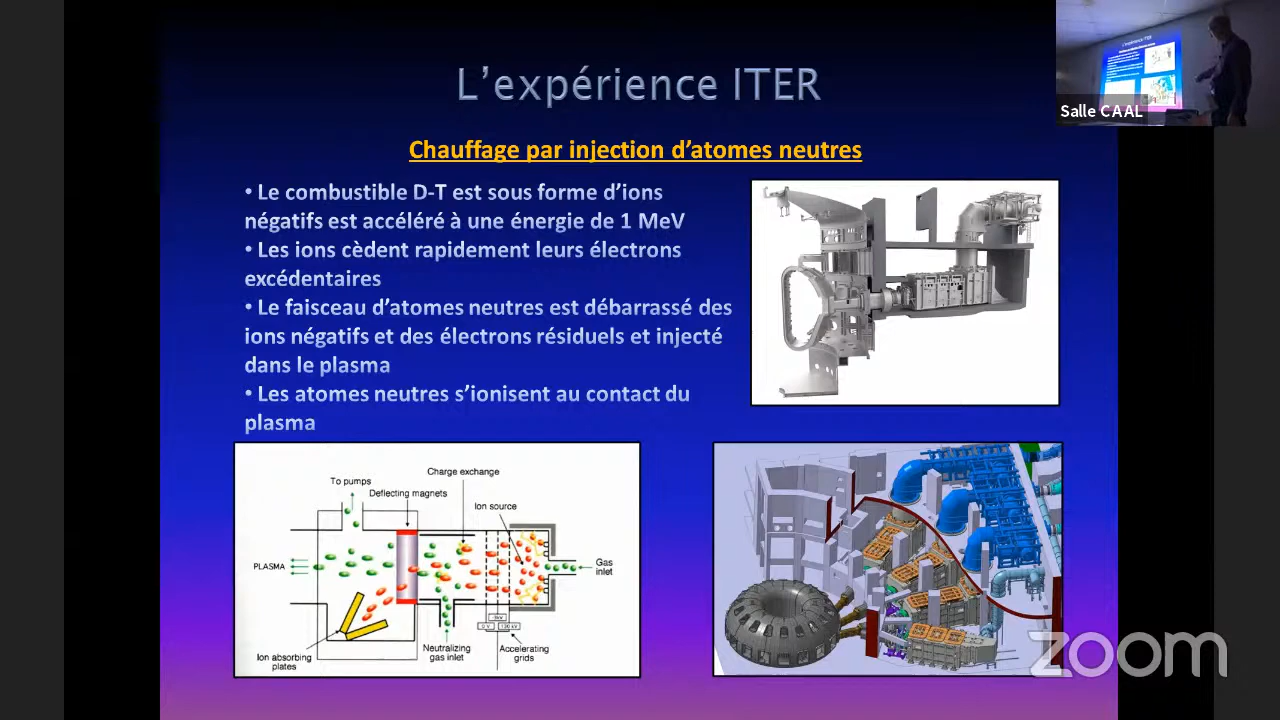 L'expérience ITER
Salle CAAL
Chauffage par injection d'atomes neutres
• Le combustible D-T est sous forme d'ions
négatifs est accéléré à une énergie de 1 MeV
• Les ions cèdent rapidement leurs électrons
excédentaires
• Le faisceau d'atomes neutres est débarrassé des
ions négatifs et des électrons résiduels et injecté
dans le plasma
• Les atomes neutres s'ionisent au contact du
plasma
Charge exchange
To pumps
Deflecting magnets
Ion source
PLASMA
Gas
inlet
0 V
Neutralizing
gas inlet
Accelerating
grids
Ion absorbing
plates
zoom